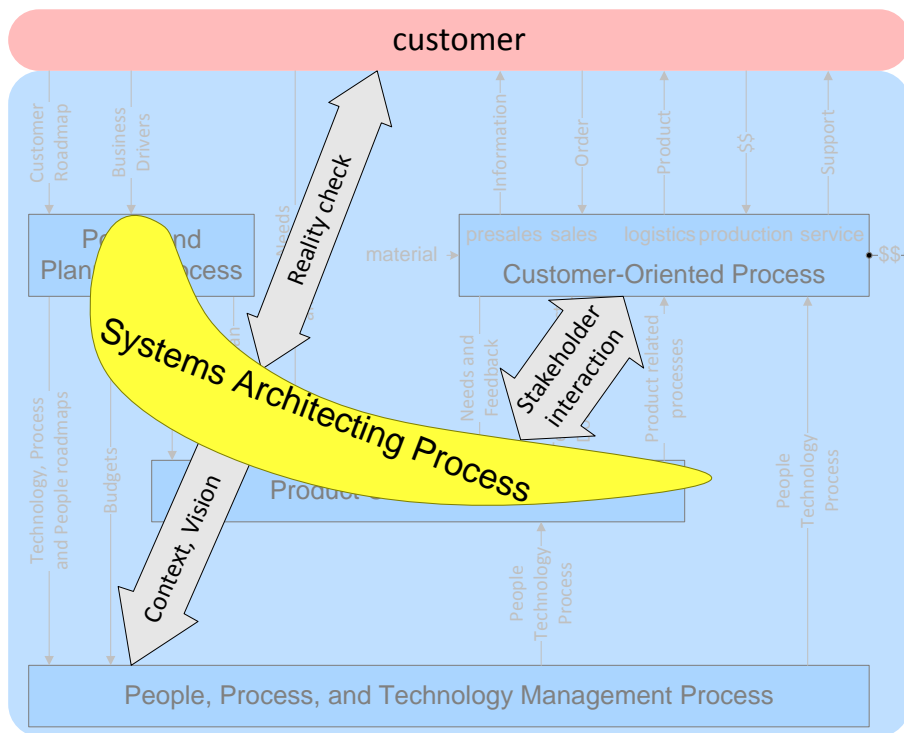 customer
Customer
Roadmap
Business
Drivers
Needs
Information
Order
Product
$$
Support
Reality check
material
presales sales logistics production service
Customer-Oriented Process
$$
Systems Architecting Process
Stakeholder
interaction
Needs and
Feedback
Product related
processes
Technology, Process
and People roadmaps
Budgets
Context, Vision
Product
People
Technology
Process
People
Technology
Process
People, Process, and Technology Management Process